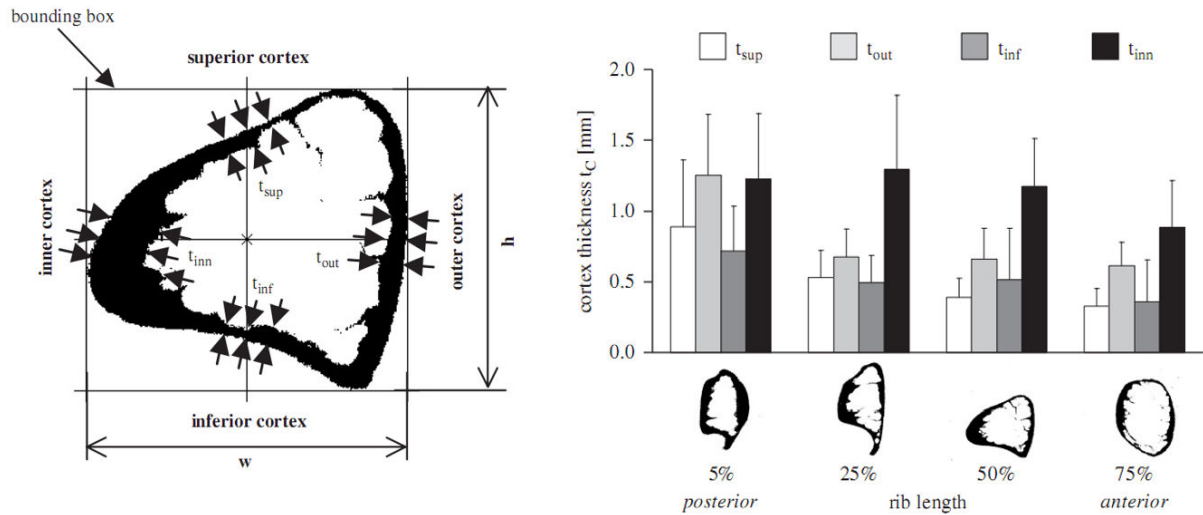 bounding box
superior cortex
inner cortex
t_sup
t_inn
t_out
t_inf
outer cortex
h
inferior cortex
w
t_sup
t_out
t_inf
t_inn
cortex thickness t_C [mm]
2.0
1.5
1.0
0.5
0.0
5%
25%
50%
75%
posterior
rib length
anterior